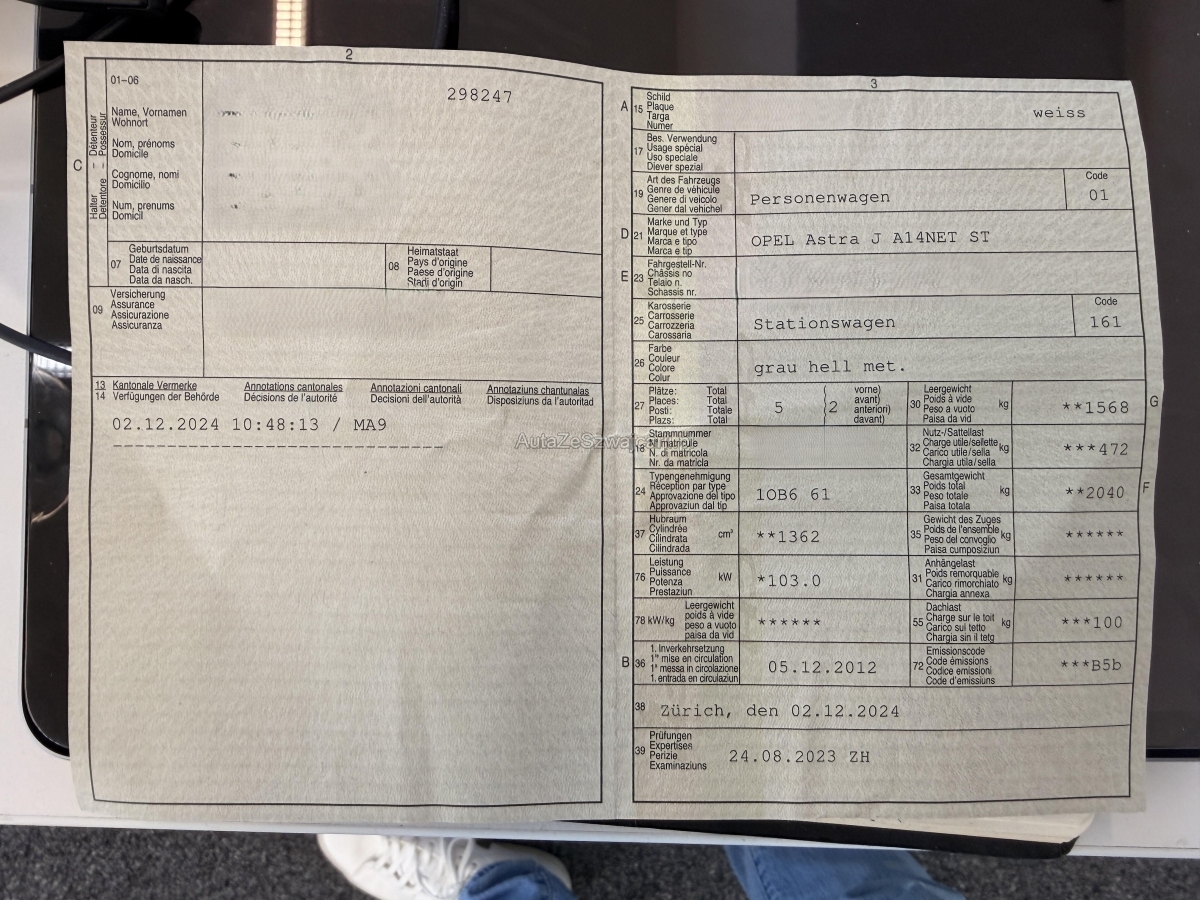 2
01–06
298247
C
Halter – Détenteur
Detentore – Possessur
Name, Vornamen
Wohnort
Nom, prénoms
Domicile
Cognome, nomi
Domicilio
Num, prenums
Domicil
07
Geburtsdatum
Date de naissance
Data di nascita
Data da nasch.
08
Heimatstaat
Pays d'origine
Paese d'origine
Stadi d'origin
09
Versicherung
Assurance
Assicurazione
Assicuranza
13 Kantonale Vermerke Annotations cantonales Annotazioni cantonali Annotaziuns chantunalas
14 Verfügungen der Behörde Décisions de l'autorité Decisioni dell'autorità Disposiziuns da l'autoritad
02.12.2024 10:48:13 / MA9
3
A
15
Schild
Plaque
Targa
Numer
weiss
17
Bes. Verwendung
Usage spécial
Uso speciale
Diever spezial
19
Art des Fahrzeugs
Genre de véhicule
Genere di veicolo
Gener dal vehichel
Personenwagen
Code
01
D
21
Marke und Typ
Marque et type
Marca e tipo
Marca e tip
OPEL Astra J A14NET ST
E
23
Fahrgestell-Nr.
Châssis no
Telaio n.
Schassis nr.
25
Karosserie
Carrosserie
Carrozzeria
Carossaria
Stationswagen
Code
161
26
Farbe
Couleur
Colore
Colur
grau hell met.
27
Plätze: Total
Places: Total
Posti: Totale
Plazs: Total
5
2
vorne)
avant)
anteriori)
davant)
30
Leergewicht
Poids à vide
Peso a vuoto
Paisa da vid
kg
**1568
G
18
Stammnummer
N° matricule
N. di matricola
Nr. da matricla
32
Nutz-/Sattellast
Charge utile/sellette
Carico utile/sella
Chargia utila/sella
kg
***472
24
Typengenehmigung
Réception par type
Approvazione del tipo
Approvaziun dal tip
1OB6 61
33
Gesamtgewicht
Poids total
Peso totale
Paisa totala
kg
**2040
F
37
Hubraum
Cylindrée
Cilindrata
Cilindrada
cm³
**1362
35
Gewicht des Zuges
Poids de l'ensemble
Peso del convoglio
Paisa cumposiziun
kg
******
76
Leistung
Puissance
Potenza
Prestaziun
kW
*103.0
31
Anhängelast
Poids remorquable
Carico rimorchiato
Chargia annexa
kg
******
78 kW/kg
Leergewicht
poids à vide
peso a vuoto
paisa da vid
******
55
Dachlast
Charge sur le toit
Carico sul tetto
Chargia sin il tetg
kg
***100
B
36
1. Inverkehrsetzung
1re mise en circulation
1a messa in circolazione
1. entrada en circulaziun
05.12.2012
72
Emissionscode
Code émissions
Codice emissioni
Code d'emissiuns
***B5b
38
Zürich, den 02.12.2024
39
Prüfungen
Expertises
Perizie
Examinaziuns
24.08.2023 ZH